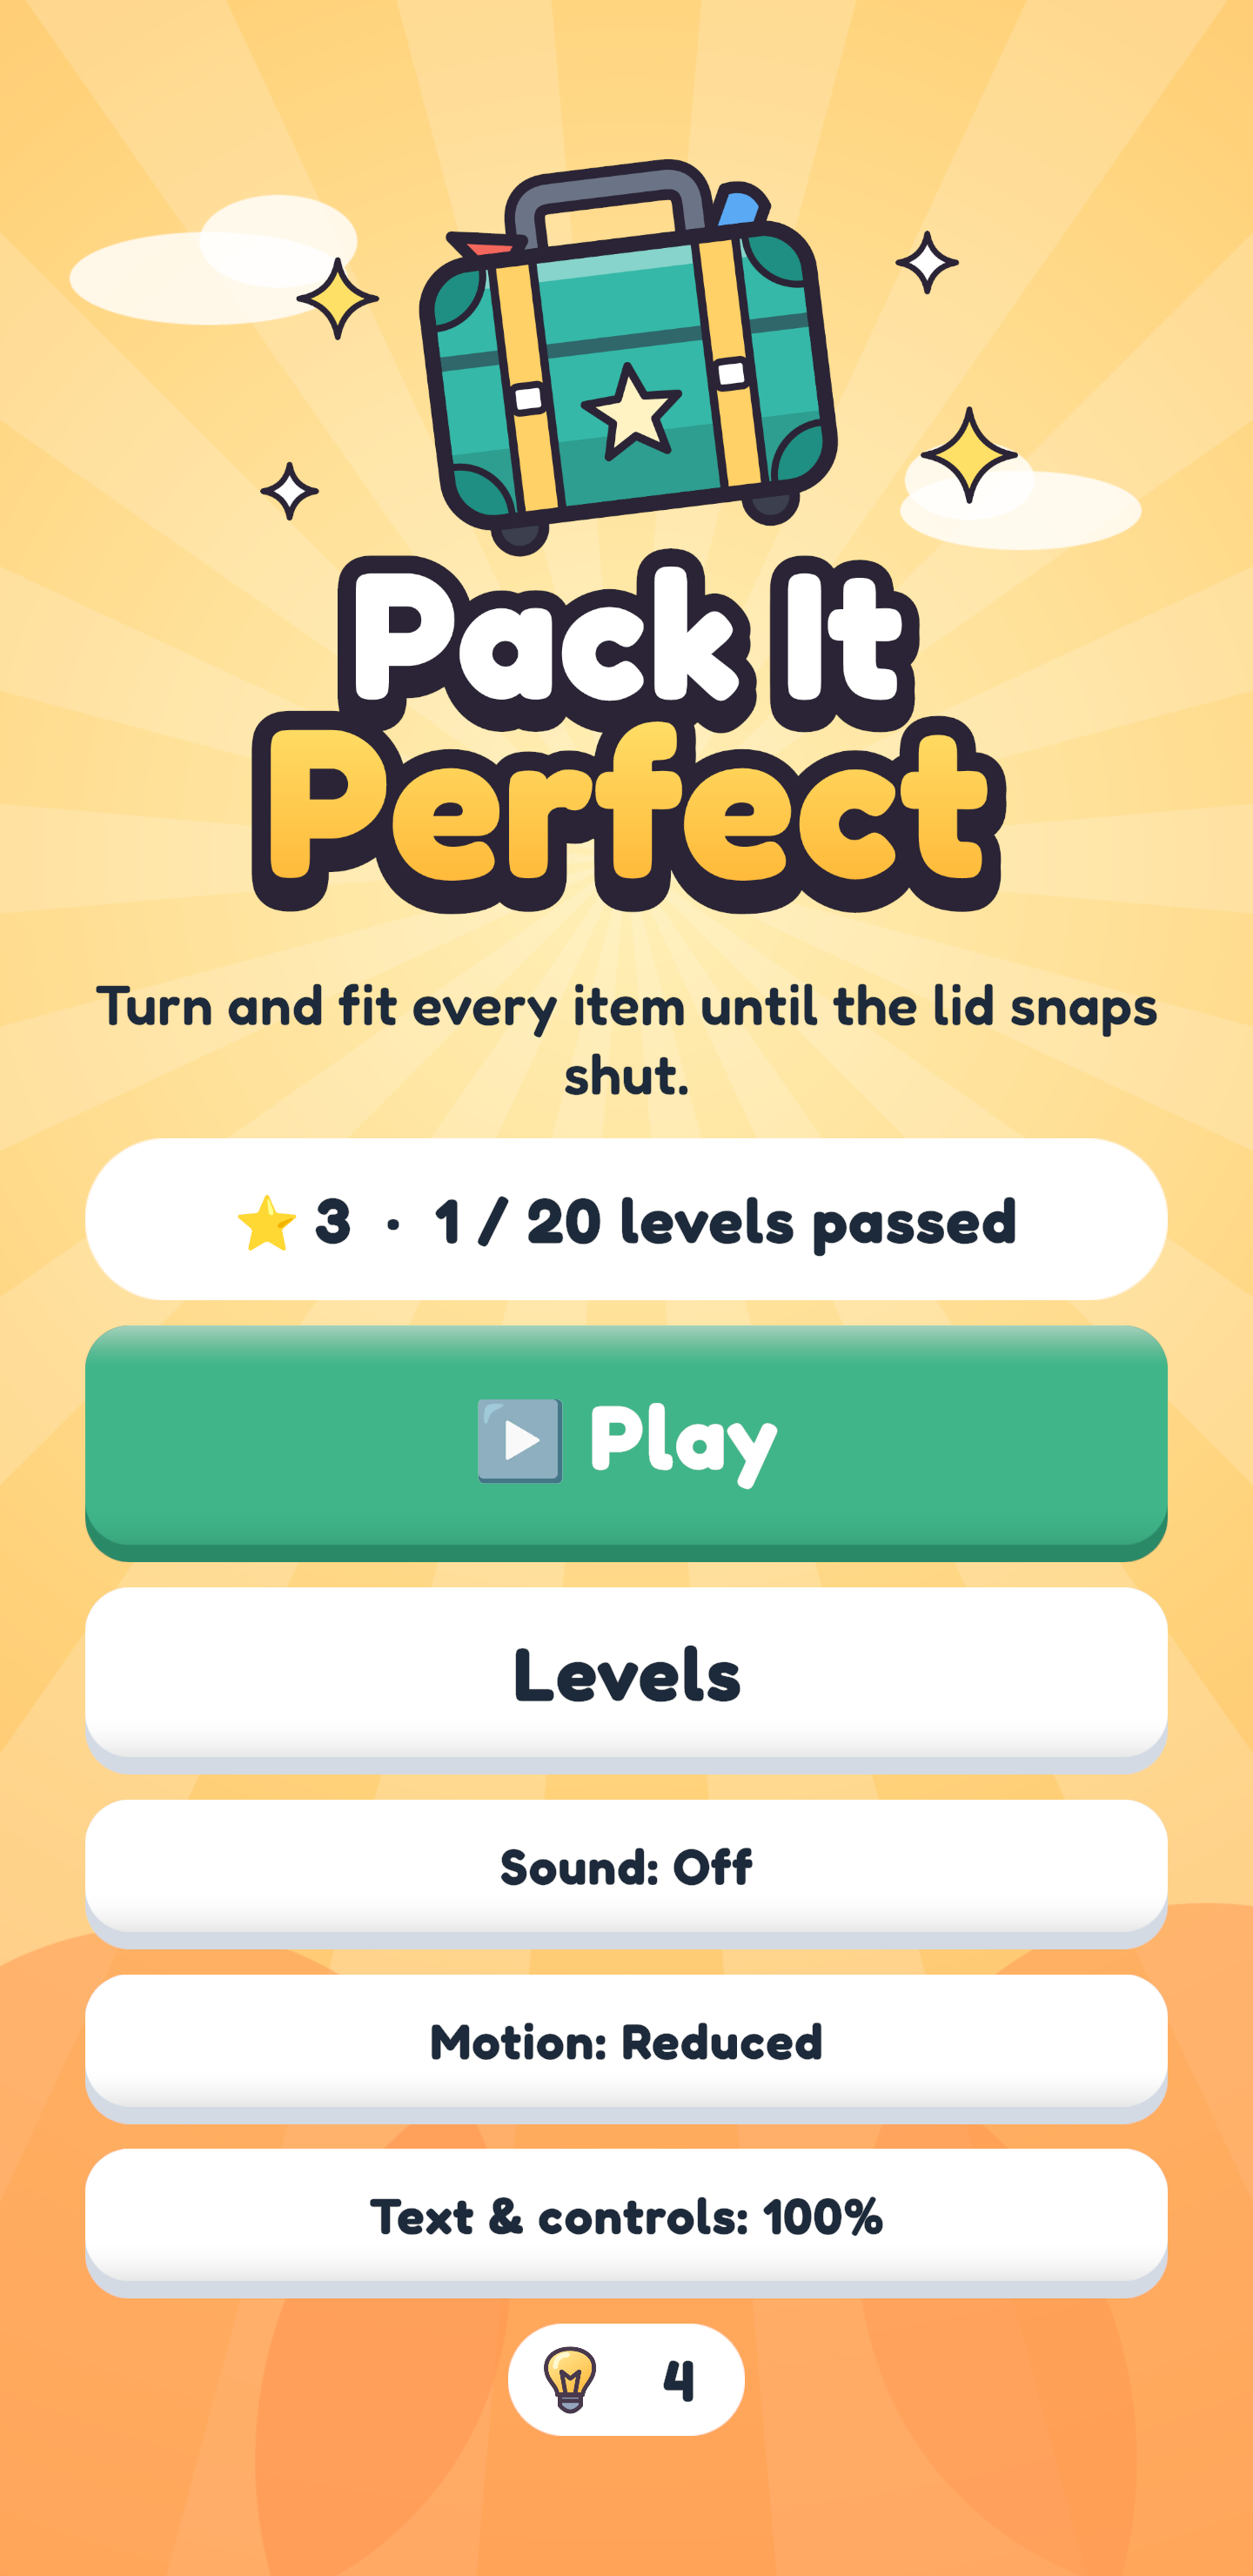 Pack It
Perfect
Turn and fit every item until the lid snaps
shut.
⭐ 3 · 1 / 20 levels passed
▶️ Play
Levels
Sound: Off
Motion: Reduced
Text & controls: 100%
💡 4